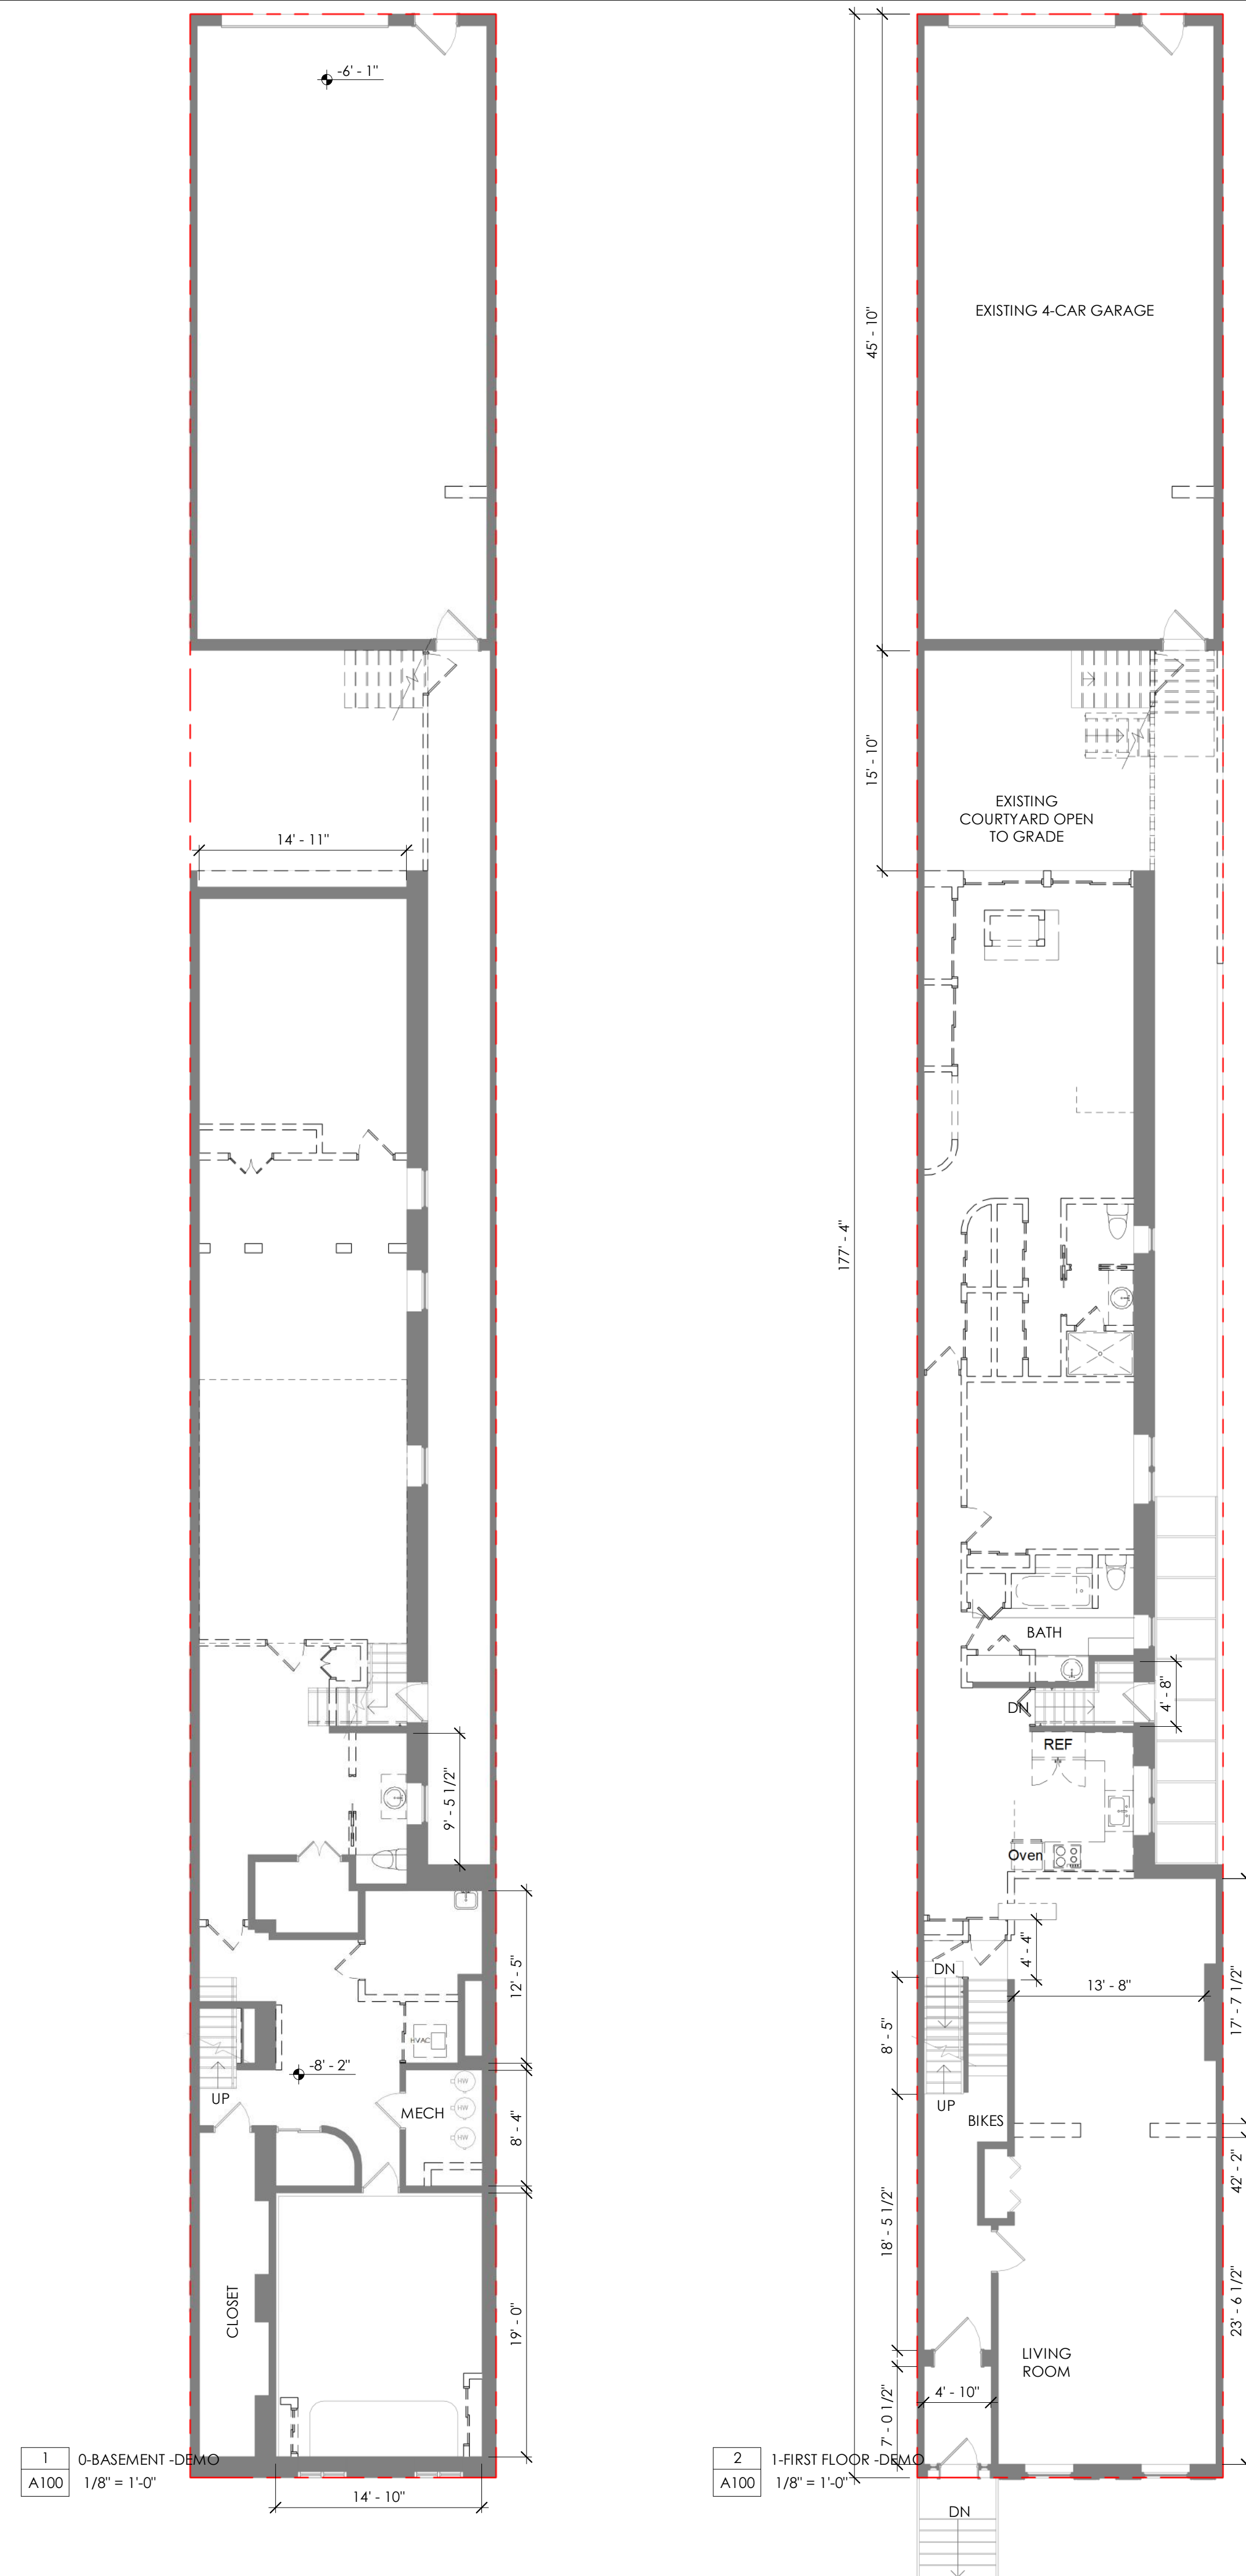 -6' - 1"
14' - 11"
9' - 5 1/2"
12' - 5"
HVAC
-8' - 2"
UP
MECH
HW
HW
HW
8' - 4"
CLOSET
19' - 0"
14' - 10"
1
0-BASEMENT -DEMO
A100
1/8" = 1'-0"
45' - 10"
EXISTING 4-CAR GARAGE
15' - 10"
EXISTING
COURTYARD OPEN
TO GRADE
177' - 4"
BATH
DN
4' - 8"
REF
Oven
4' - 4"
DN
13' - 8"
17' - 7 1/2"
8' - 5"
UP
BIKES
42' - 2"
18' - 5 1/2"
23' - 6 1/2"
LIVING
ROOM
4' - 10"
7' - 0 1/2"
2
1-FIRST FLOOR -DEMO
A100
1/8" = 1'-0"
DN